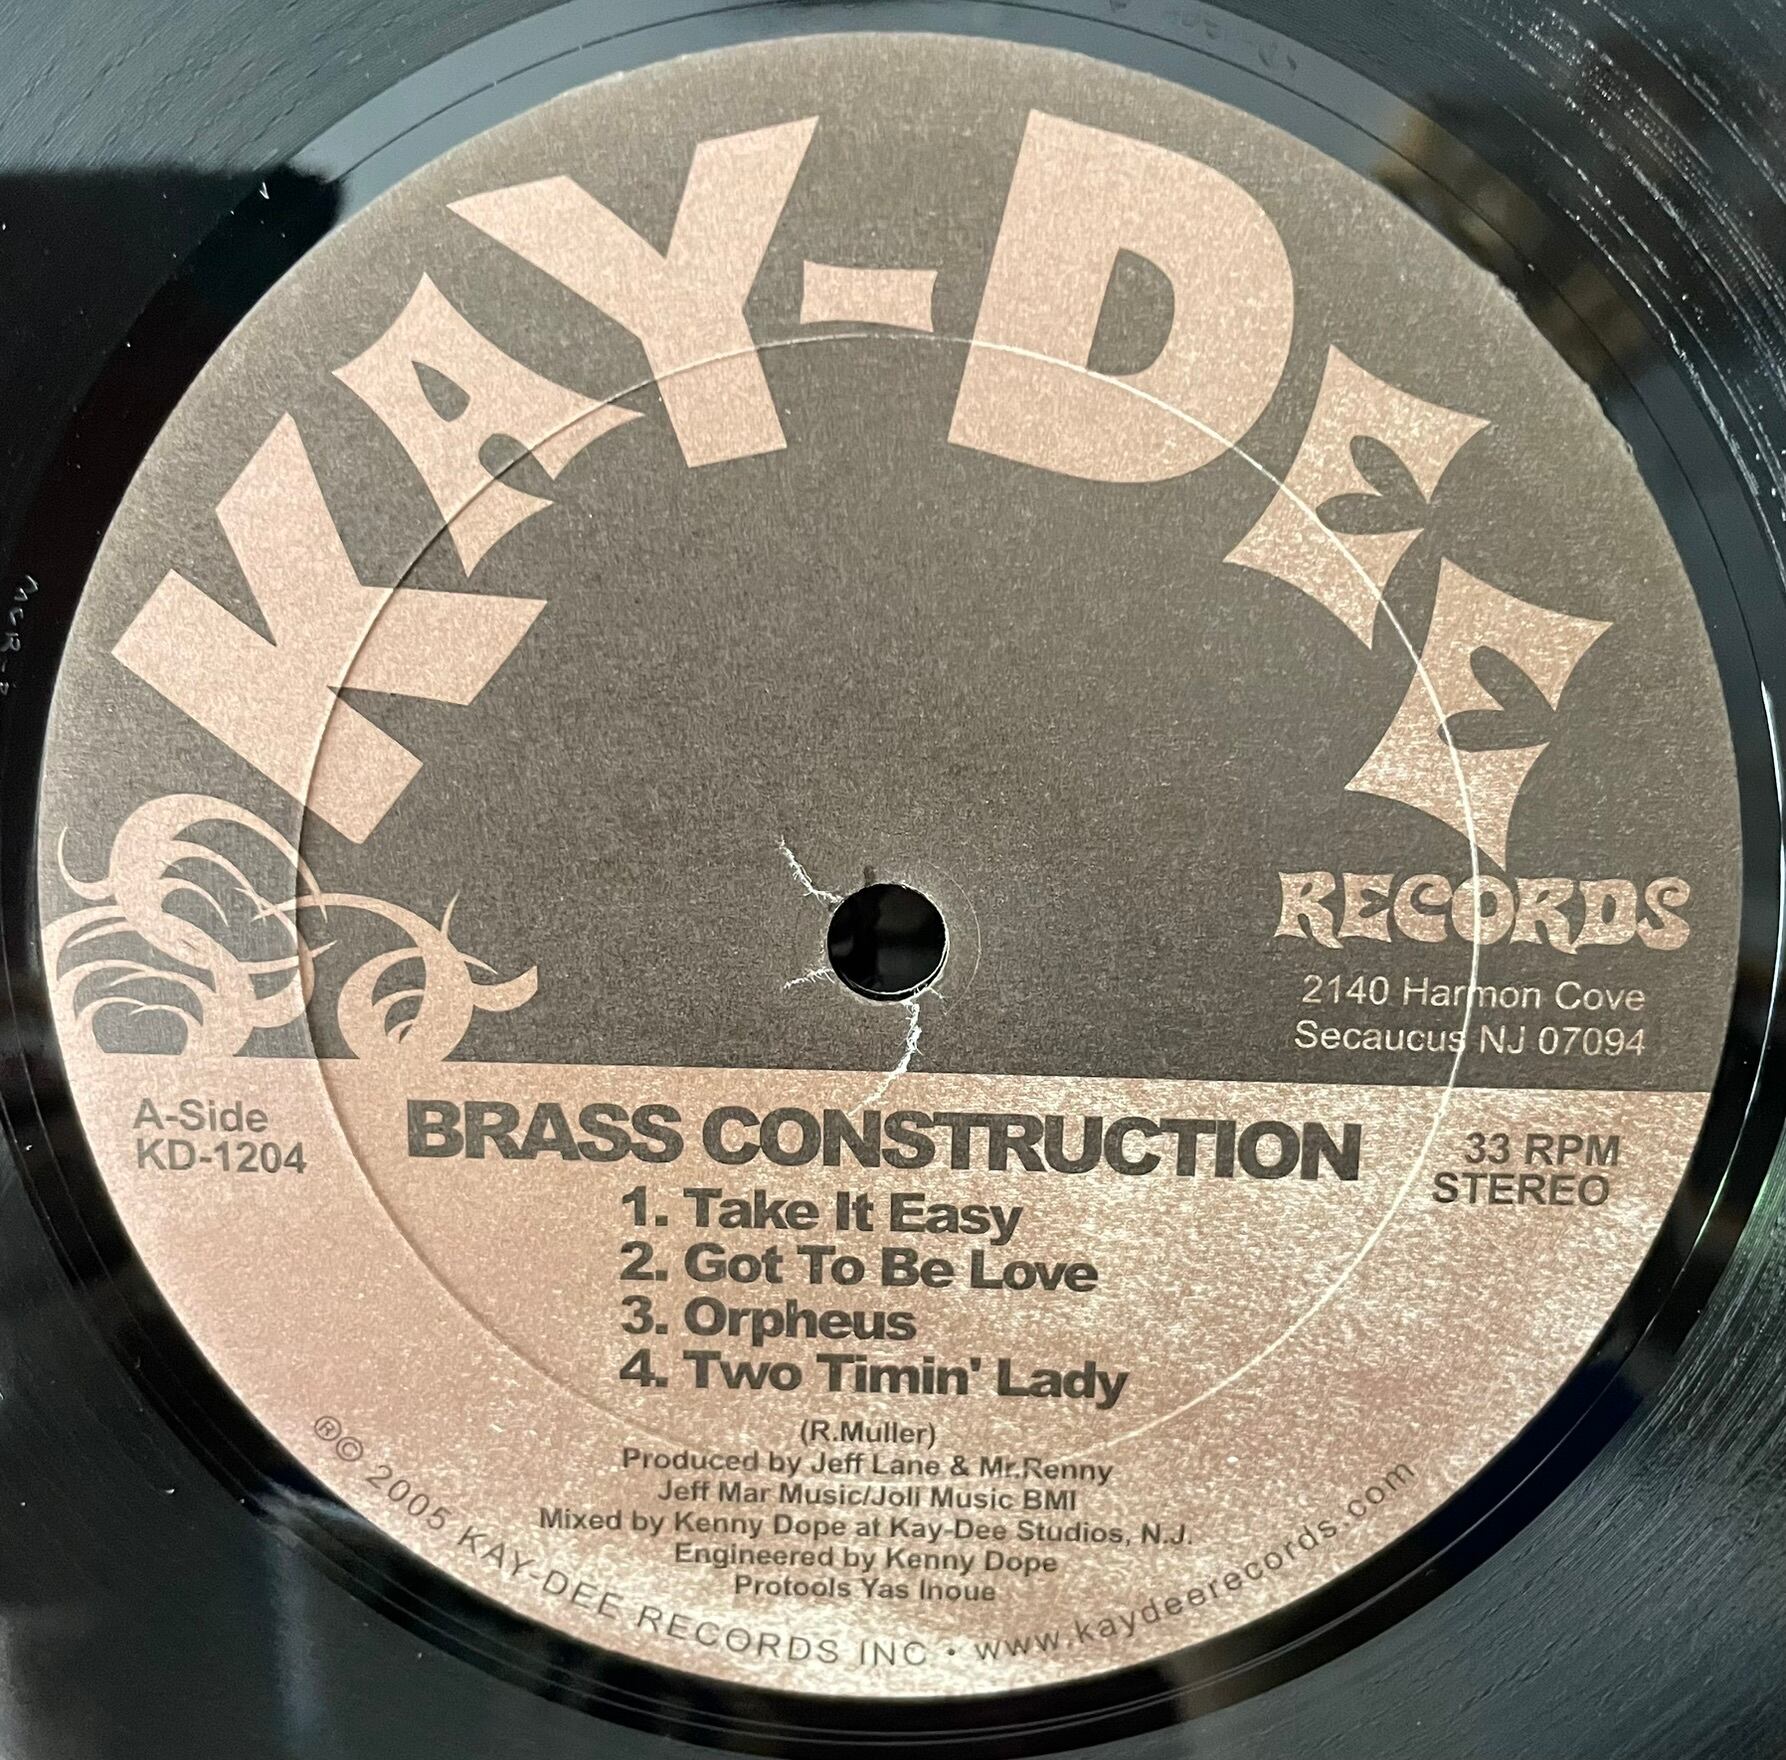 KAY-DEE
RECORDS
2140 Harmon Cove
Secaucus NJ 07094
A-Side
KD-1204
BRASS CONSTRUCTION
33 RPM
STEREO
1. Take It Easy
2. Got To Be Love
3. Orpheus
4. Two Timin' Lady
(R.Muller)
Produced by Jeff Lane & Mr.Renny
Jeff Mar Music/Joli Music BMI
Mixed by Kenny Dope at Kay-Dee Studios, N.J.
Engineered by Kenny Dope
Protools Yas Inoue
®© 2005 KAY-DEE RECORDS INC • www.kaydeerecords.com